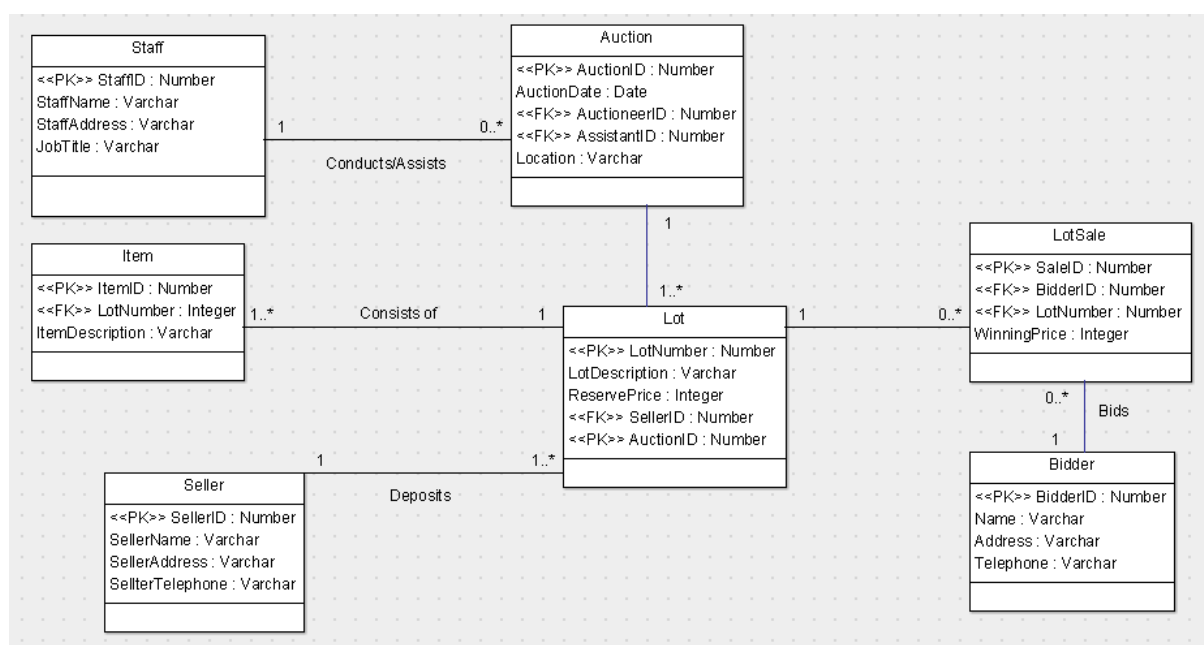 Staff
<<PK>> StaffID : Number
StaffName : Varchar
StaffAddress : Varchar
JobTitle : Varchar
Auction
<<PK>> AuctionID : Number
AuctionDate : Date
<<FK>> AuctioneerID : Number
<<FK>> AssistantID : Number
Location : Varchar
1
0..*
Conducts/Assists
1
1..*
Item
<<PK>> ItemID : Number
<<FK>> LotNumber : Integer
ItemDescription : Varchar
1..*
Consists of
1
Lot
<<PK>> LotNumber : Number
LotDescription : Varchar
ReservePrice : Integer
<<FK>> SellerID : Number
<<PK>> AuctionID : Number
1
0..*
LotSale
<<PK>> SaleID : Number
<<FK>> BidderID : Number
<<FK>> LotNumber : Number
WinningPrice : Integer
0..*
Bids
1
Seller
<<PK>> SellerID : Number
SellerName : Varchar
SellerAddress : Varchar
SellterTelephone : Varchar
1
1..*
Deposits
Bidder
<<PK>> BidderID : Number
Name : Varchar
Address : Varchar
Telephone : Varchar